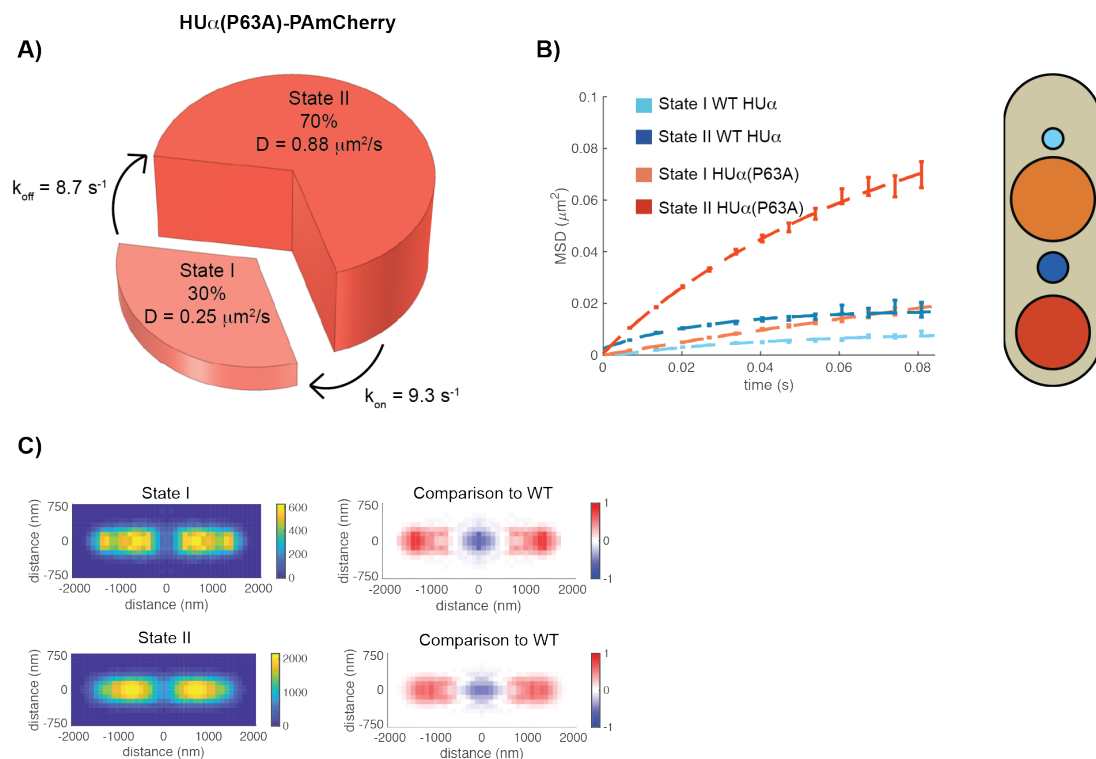 HUα(P63A)-PAmCherry
A)
State II
70%
D = 0.88 μm²/s
k_off = 8.7 s⁻¹
State I
30%
D = 0.25 μm²/s
k_on = 9.3 s⁻¹
B)
State I WT HUα
State II WT HUα
State I HUα(P63A)
State II HUα(P63A)
MSD (μm²)
0.1
0.08
0.06
0.04
0.02
0
0 0.02 0.04 0.06 0.08
time (s)
C)
State I
distance (nm)
750
0
-750
-2000 -1000 0 1000 2000
distance (nm)
600
400
200
0
Comparison to WT
distance (nm)
750
0
-750
-2000 -1000 0 1000 2000
distance (nm)
1
0
-1
State II
distance (nm)
750
0
-750
-2000 -1000 0 1000 2000
distance (nm)
2000
1000
0
Comparison to WT
distance (nm)
750
0
-750
-2000 -1000 0 1000 2000
distance (nm)
1
0
-1